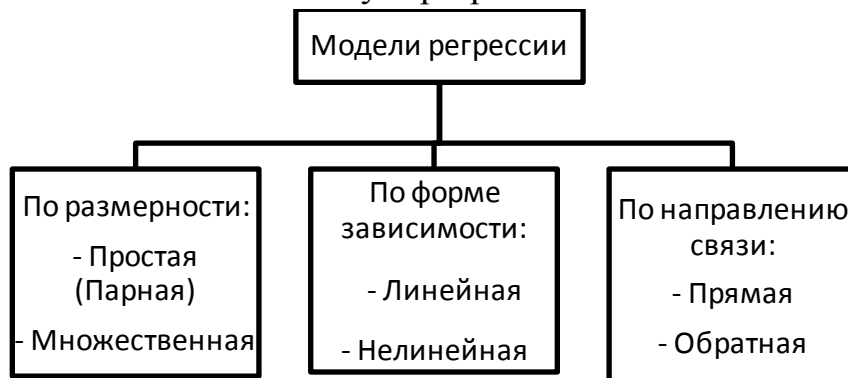 Модели регрессии
По размерности:
- Простая
(Парная)
- Множественная
По форме
зависимости:
- Линейная
- Нелинейная
По направлению
связи:
- Прямая
- Обратная